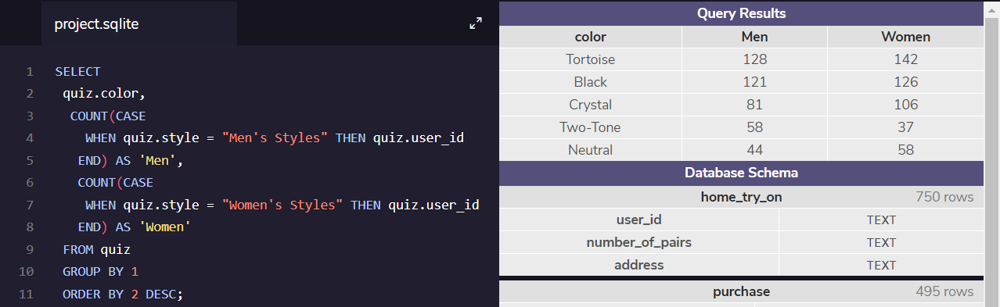 project.sqlite
1 SELECT
2 quiz.color,
3 COUNT(CASE
4 WHEN quiz.style = "Men's Styles" THEN quiz.user_id
5 END) AS 'Men',
6 COUNT(CASE
7 WHEN quiz.style = "Women's Styles" THEN quiz.user_id
8 END) AS 'Women'
9 FROM quiz
10 GROUP BY 1
11 ORDER BY 2 DESC;
Query Results
color Men Women
Tortoise 128 142
Black 121 126
Crystal 81 106
Two-Tone 58 37
Neutral 44 58
Database Schema
home_try_on 750 rows
user_id TEXT
number_of_pairs TEXT
address TEXT
purchase 495 rows